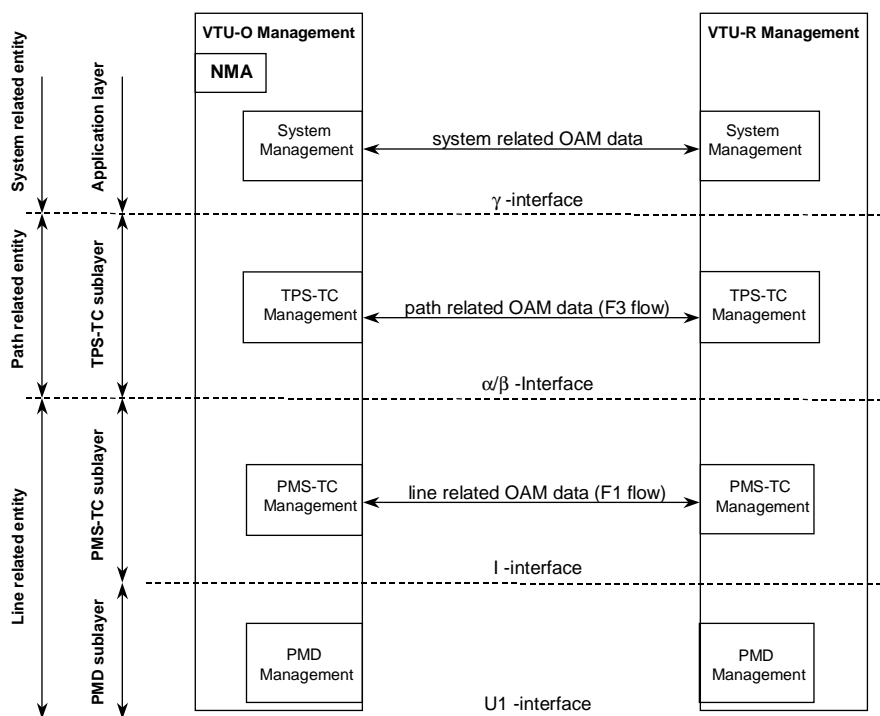 VTU-O Management
VTU-R Management
NMA
System related entity
Application layer
System
Management
system related OAM data
System
Management
γ -interface
Path related entity
TPS-TC sublayer
TPS-TC
Management
path related OAM data (F3 flow)
TPS-TC
Management
α/β -Interface
Line related entity
PMS-TC sublayer
PMS-TC
Management
line related OAM data (F1 flow)
PMS-TC
Management
I -interface
PMD sublayer
PMD
Management
PMD
Management
U1 -interface